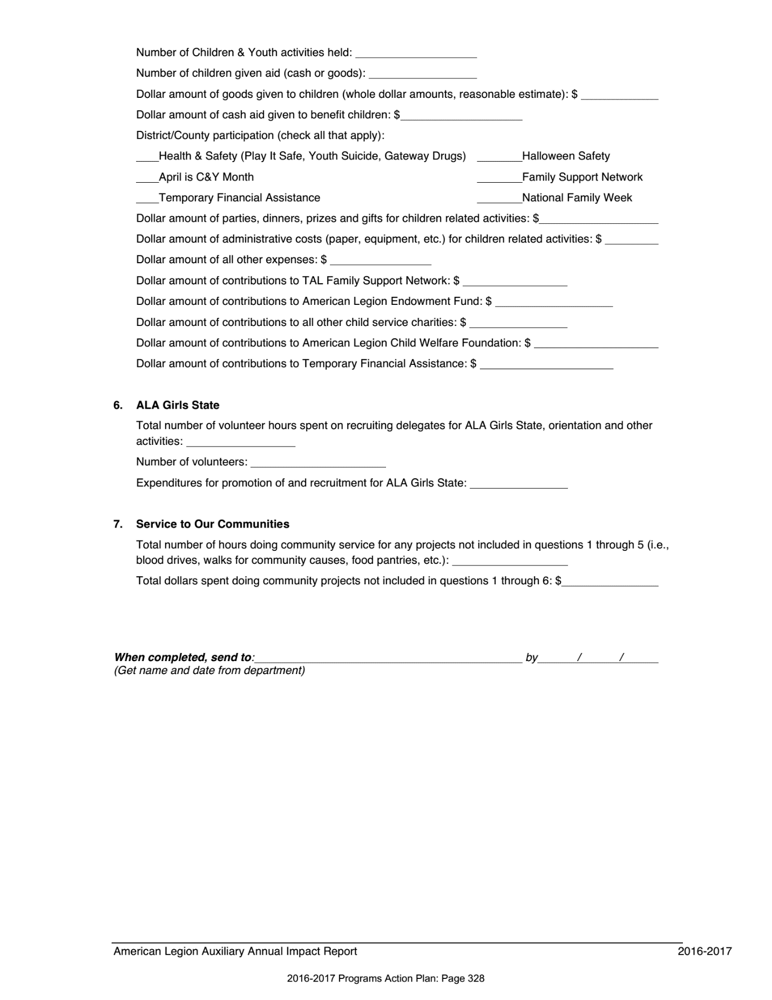 Number of Children & Youth activities held: ____________________
Number of children given aid (cash or goods): __________________
Dollar amount of goods given to children (whole dollar amounts, reasonable estimate): $ _____________
Dollar amount of cash aid given to benefit children: $____________________
District/County participation (check all that apply):
____Health & Safety (Play It Safe, Youth Suicide, Gateway Drugs) ________Halloween Safety
____April is C&Y Month ________Family Support Network
____Temporary Financial Assistance ________National Family Week
Dollar amount of parties, dinners, prizes and gifts for children related activities: $____________________
Dollar amount of administrative costs (paper, equipment, etc.) for children related activities: $ _________
Dollar amount of all other expenses: $ _________________
Dollar amount of contributions to TAL Family Support Network: $ _________________
Dollar amount of contributions to American Legion Endowment Fund: $ ____________________
Dollar amount of contributions to all other child service charities: $ ________________
Dollar amount of contributions to American Legion Child Welfare Foundation: $ _____________________
Dollar amount of contributions to Temporary Financial Assistance: $ ______________________
6. ALA Girls State
Total number of volunteer hours spent on recruiting delegates for ALA Girls State, orientation and other
activities: __________________
Number of volunteers: ______________________
Expenditures for promotion of and recruitment for ALA Girls State: ________________
7. Service to Our Communities
Total number of hours doing community service for any projects not included in questions 1 through 5 (i.e.,
blood drives, walks for community causes, food pantries, etc.): ___________________
Total dollars spent doing community projects not included in questions 1 through 6: $________________
When completed, send to:____________________________________________ by______/______/______
(Get name and date from department)
American Legion Auxiliary Annual Impact Report 2016-2017
2016-2017 Programs Action Plan: Page 328